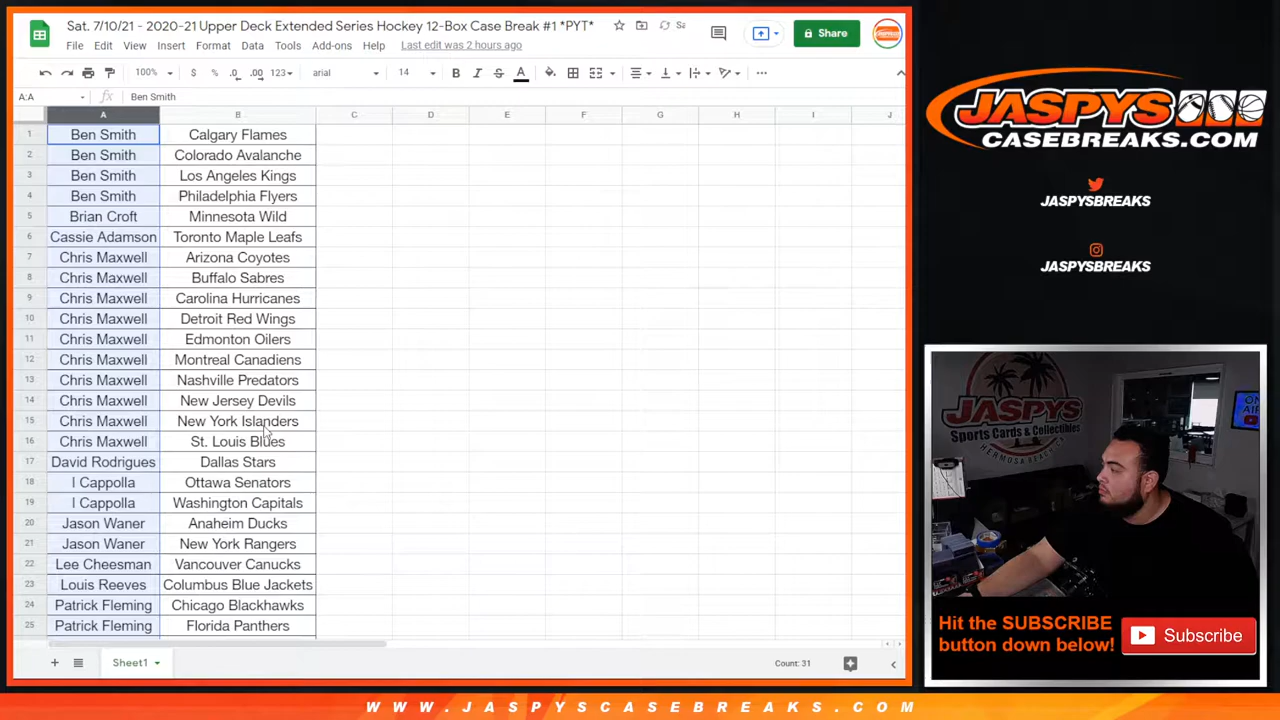 Sat. 7/10/21 - 2020-21 Upper Deck Extended Series Hockey 12-Box Case Break #1 *PYT*
File Edit View Insert Format Data Tools Add-ons Help Last edit was 2 hours ago
Share
100% $ % .0 .00 123 arial 14 B I S A
A:A fx Ben Smith
A B C D E F G H I J
1 Ben Smith Calgary Flames
2 Ben Smith Colorado Avalanche
3 Ben Smith Los Angeles Kings
4 Ben Smith Philadelphia Flyers
5 Brian Croft Minnesota Wild
6 Cassie Adamson Toronto Maple Leafs
7 Chris Maxwell Arizona Coyotes
8 Chris Maxwell Buffalo Sabres
9 Chris Maxwell Carolina Hurricanes
10 Chris Maxwell Detroit Red Wings
11 Chris Maxwell Edmonton Oilers
12 Chris Maxwell Montreal Canadiens
13 Chris Maxwell Nashville Predators
14 Chris Maxwell New Jersey Devils
15 Chris Maxwell New York Islanders
16 Chris Maxwell St. Louis Blues
17 David Rodrigues Dallas Stars
18 I Cappolla Ottawa Senators
19 I Cappolla Washington Capitals
20 Jason Waner Anaheim Ducks
21 Jason Waner New York Rangers
22 Lee Cheesman Vancouver Canucks
23 Louis Reeves Columbus Blue Jackets
24 Patrick Fleming Chicago Blackhawks
25 Patrick Fleming Florida Panthers
Sheet1
Count: 31
JASPYS
CASEBREAKS.COM
JASPYSBREAKS
JASPYSBREAKS
JASPYS
Sports Cards & Collectibles
HERMOSA BEACH
ON
AIR
Hit the SUBSCRIBE
button down below!
Subscribe
WWW.JASPYSCASEBREAKS.COM